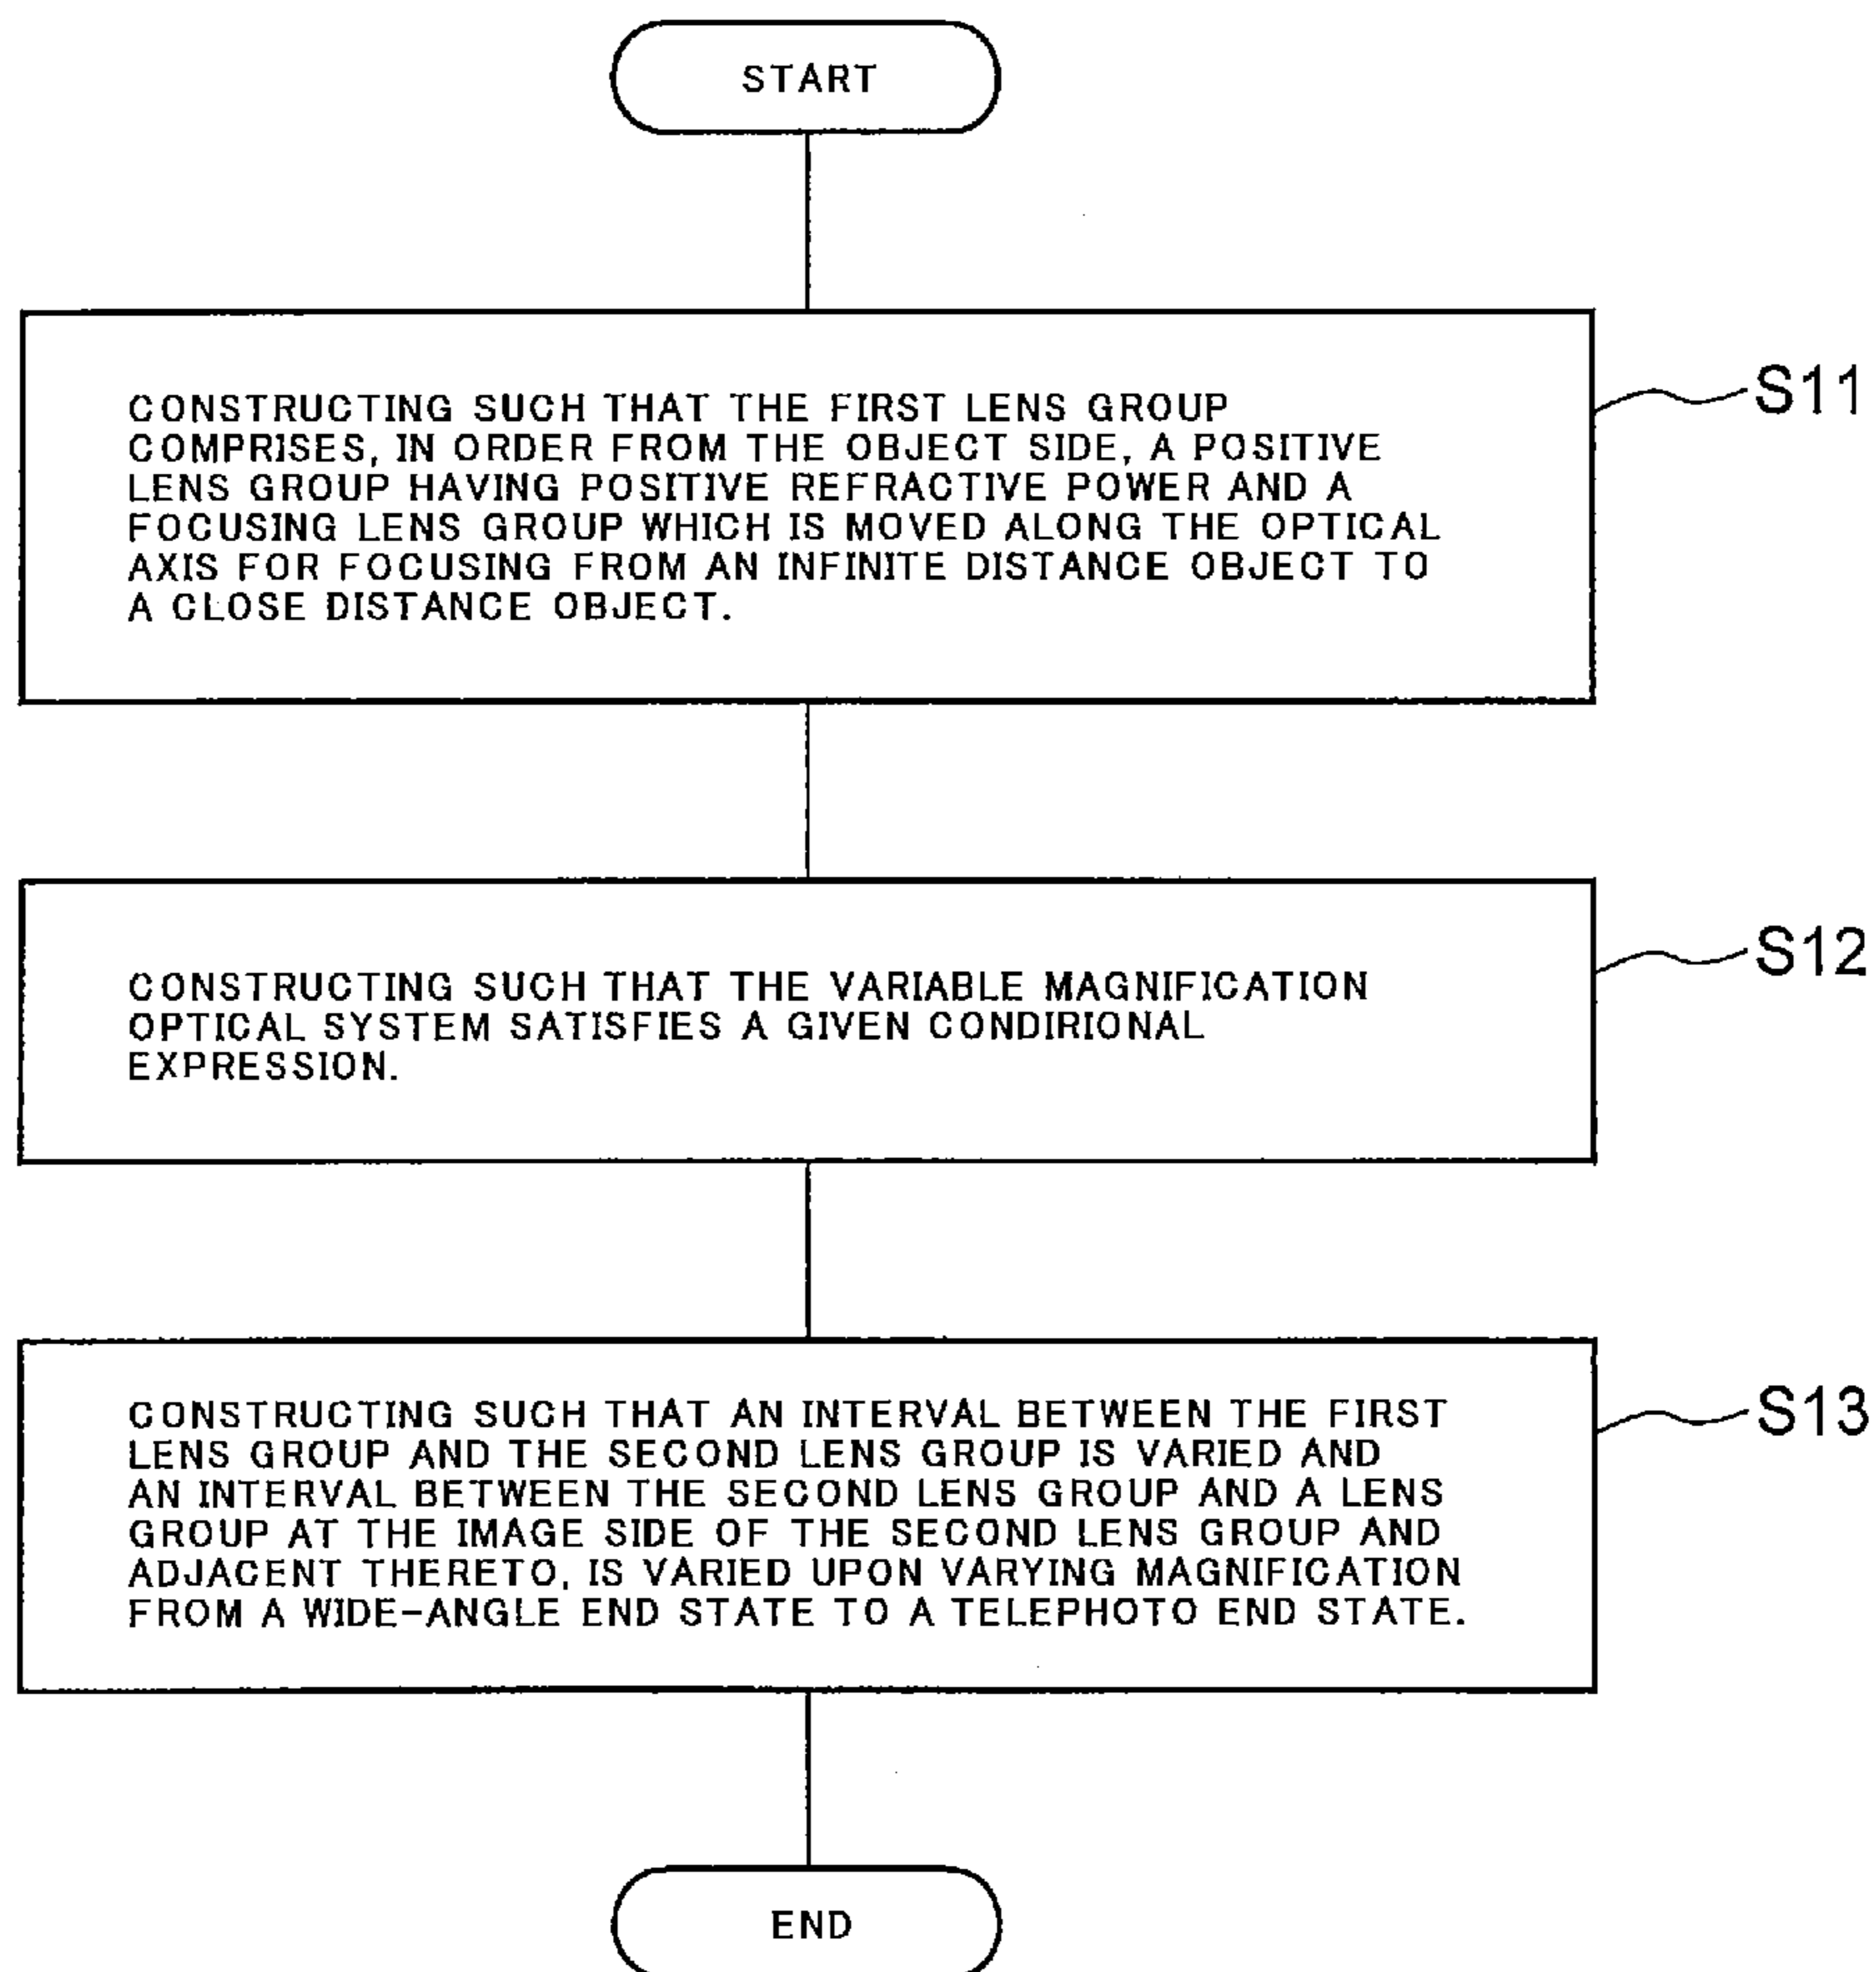 START
CONSTRUCTING SUCH THAT THE FIRST LENS GROUP
COMPRISES, IN ORDER FROM THE OBJECT SIDE, A POSITIVE
LENS GROUP HAVING POSITIVE REFRACTIVE POWER AND A
FOCUSING LENS GROUP WHICH IS MOVED ALONG THE OPTICAL
AXIS FOR FOCUSING FROM AN INFINITE DISTANCE OBJECT TO
A CLOSE DISTANCE OBJECT.
S11
CONSTRUCTING SUCH THAT THE VARIABLE MAGNIFICATION
OPTICAL SYSTEM SATISFIES A GIVEN CONDIRIONAL
EXPRESSION.
S12
CONSTRUCTING SUCH THAT AN INTERVAL BETWEEN THE FIRST
LENS GROUP AND THE SECOND LENS GROUP IS VARIED AND
AN INTERVAL BETWEEN THE SECOND LENS GROUP AND A LENS
GROUP AT THE IMAGE SIDE OF THE SECOND LENS GROUP AND
ADJACENT THERETO, IS VARIED UPON VARYING MAGNIFICATION
FROM A WIDE-ANGLE END STATE TO A TELEPHOTO END STATE.
S13
END